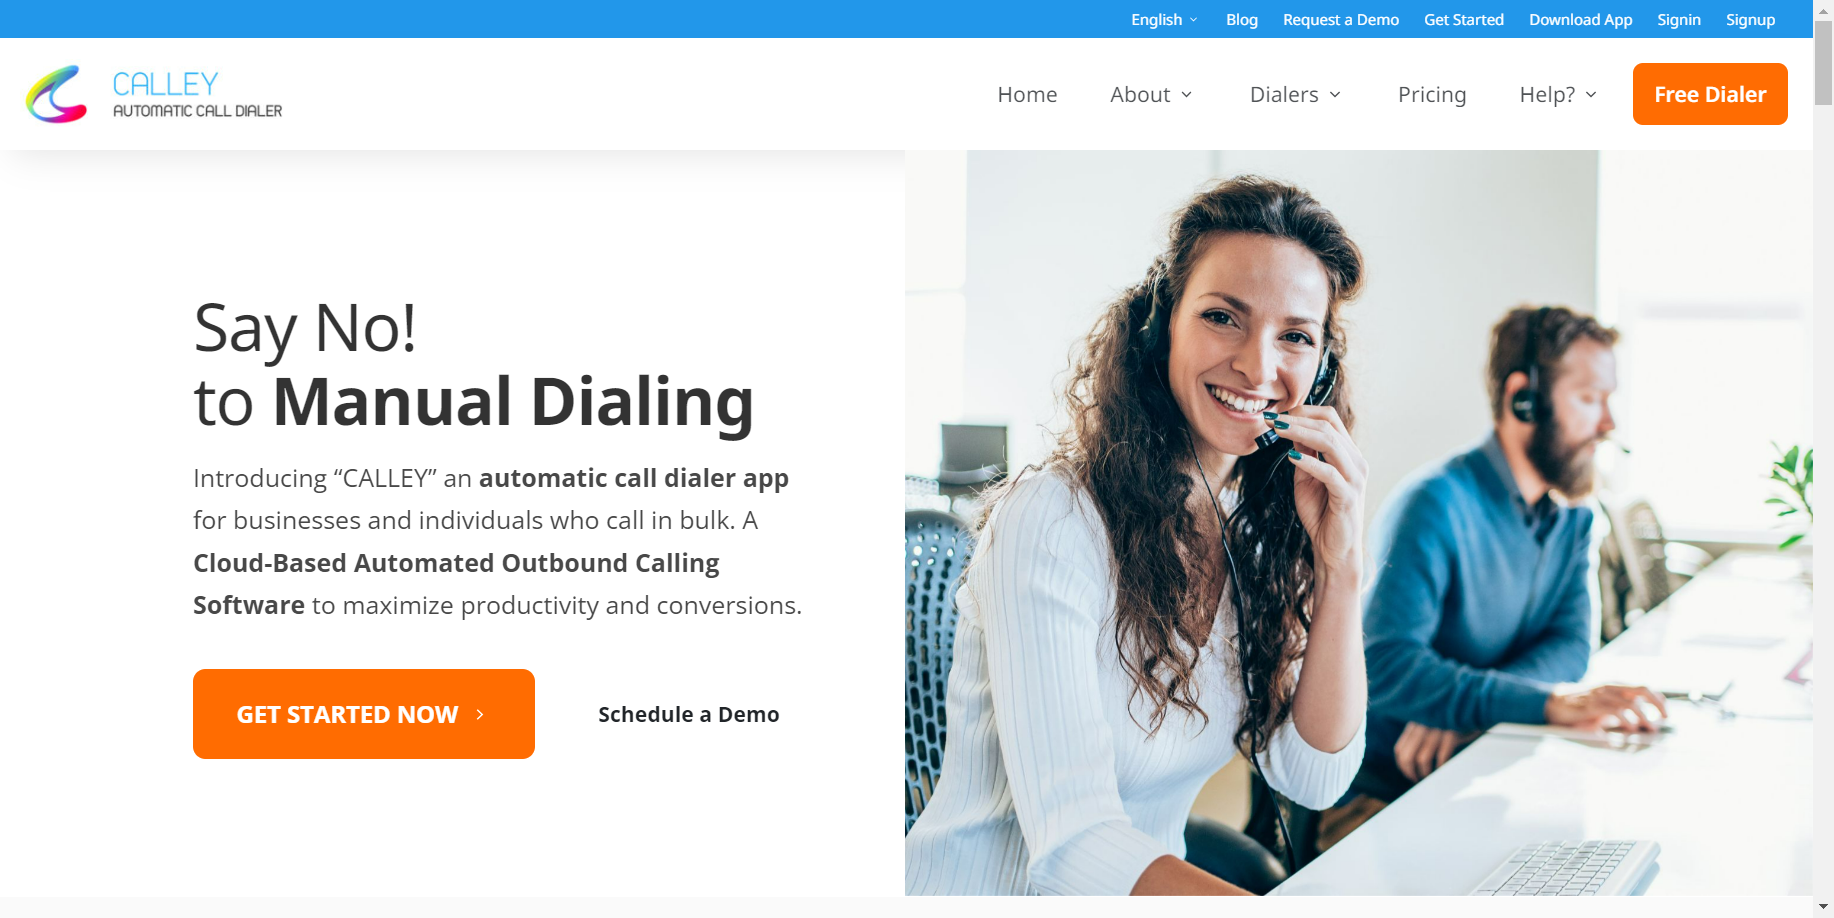 English Blog Request a Demo Get Started Download App Signin Signup
CALLEY
AUTOMATIC CALL DIALER
Home About Dialers Pricing Help? Free Dialer
Say No!
to Manual Dialing
Introducing “CALLEY” an automatic call dialer app
for businesses and individuals who call in bulk. A
Cloud-Based Automated Outbound Calling
Software to maximize productivity and conversions.
GET STARTED NOW
Schedule a Demo